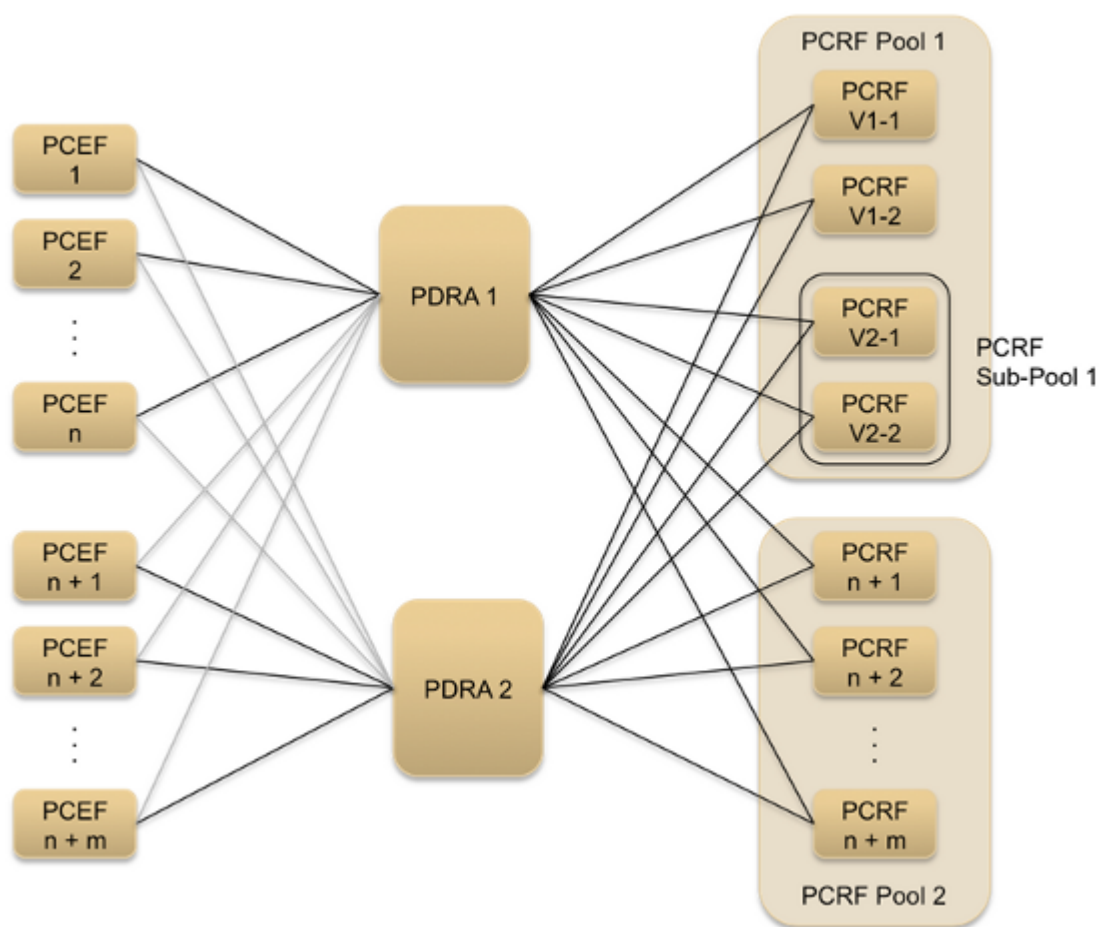 PCRF Pool 1
PCRF
V1-1
PCRF
V1-2
PCRF
V2-1
PCRF
V2-2
PCRF
Sub-Pool 1
PCEF
1
PCEF
2
PCEF
n
PCEF
n + 1
PCEF
n + 2
PCEF
n + m
PDRA 1
PDRA 2
PCRF
n + 1
PCRF
n + 2
PCRF
n + m
PCRF Pool 2